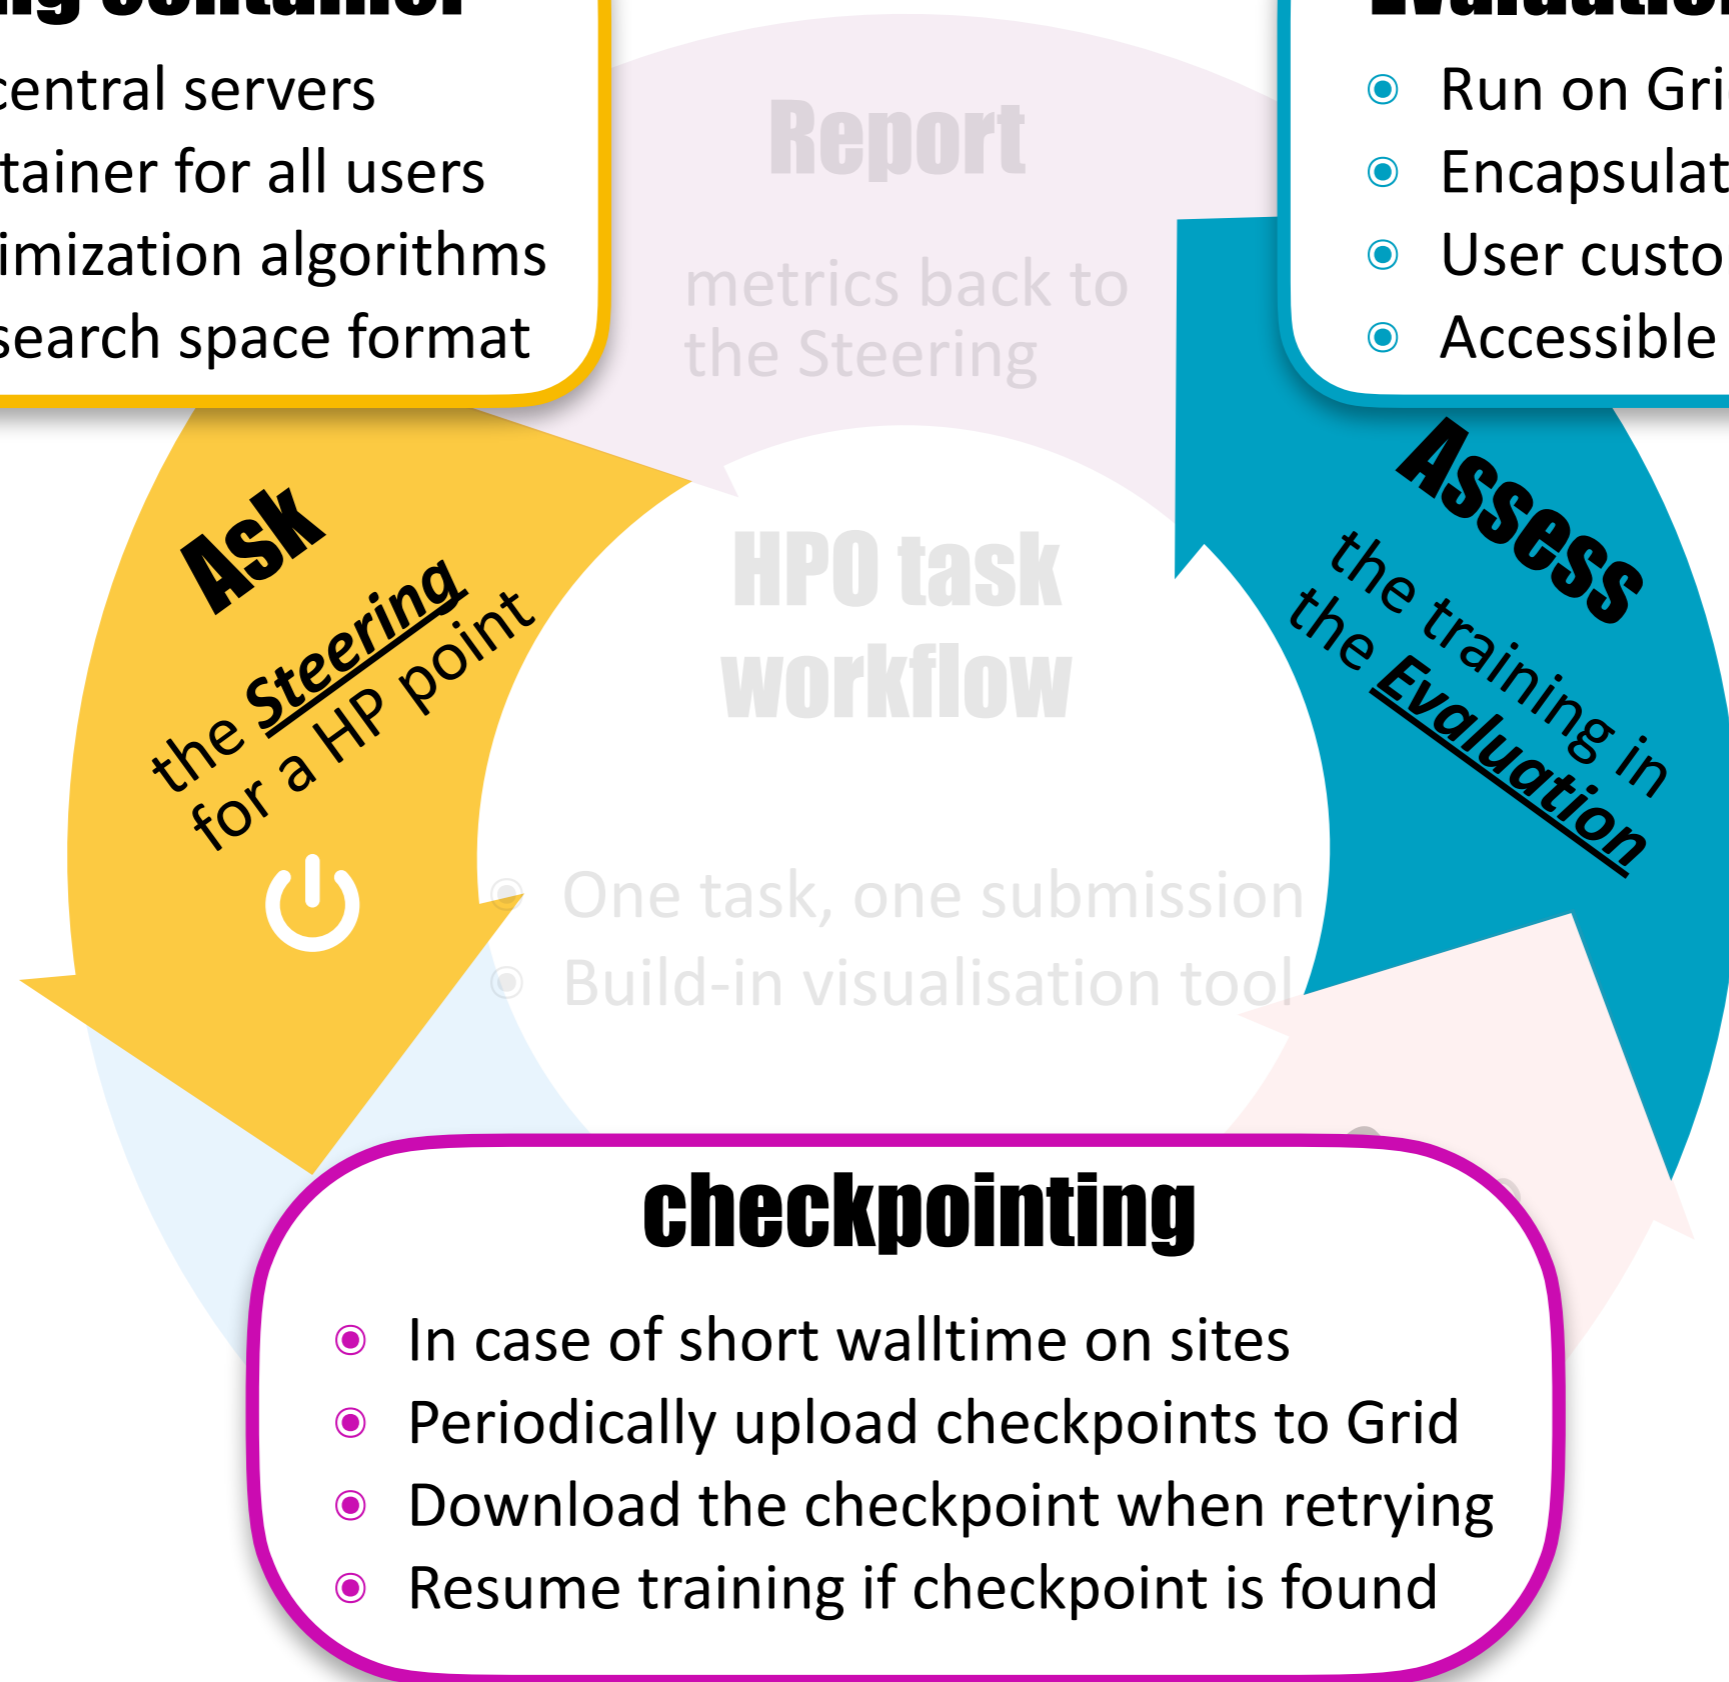 central servers
tainer for all users
imization algorithms
search space format
Report
metrics back to
the Steering
Run on
Encapsulat
User custo
Accessible
Ask
the Steering
for a HP point
HPO task
workflow
Assess
the training in
the Evaluation
One task, one submission
Build-in visualisation tool
checkpointing
In case of short walltime on sites
Periodically upload checkpoints to Grid
Download the checkpoint when retrying
Resume training if checkpoint is found